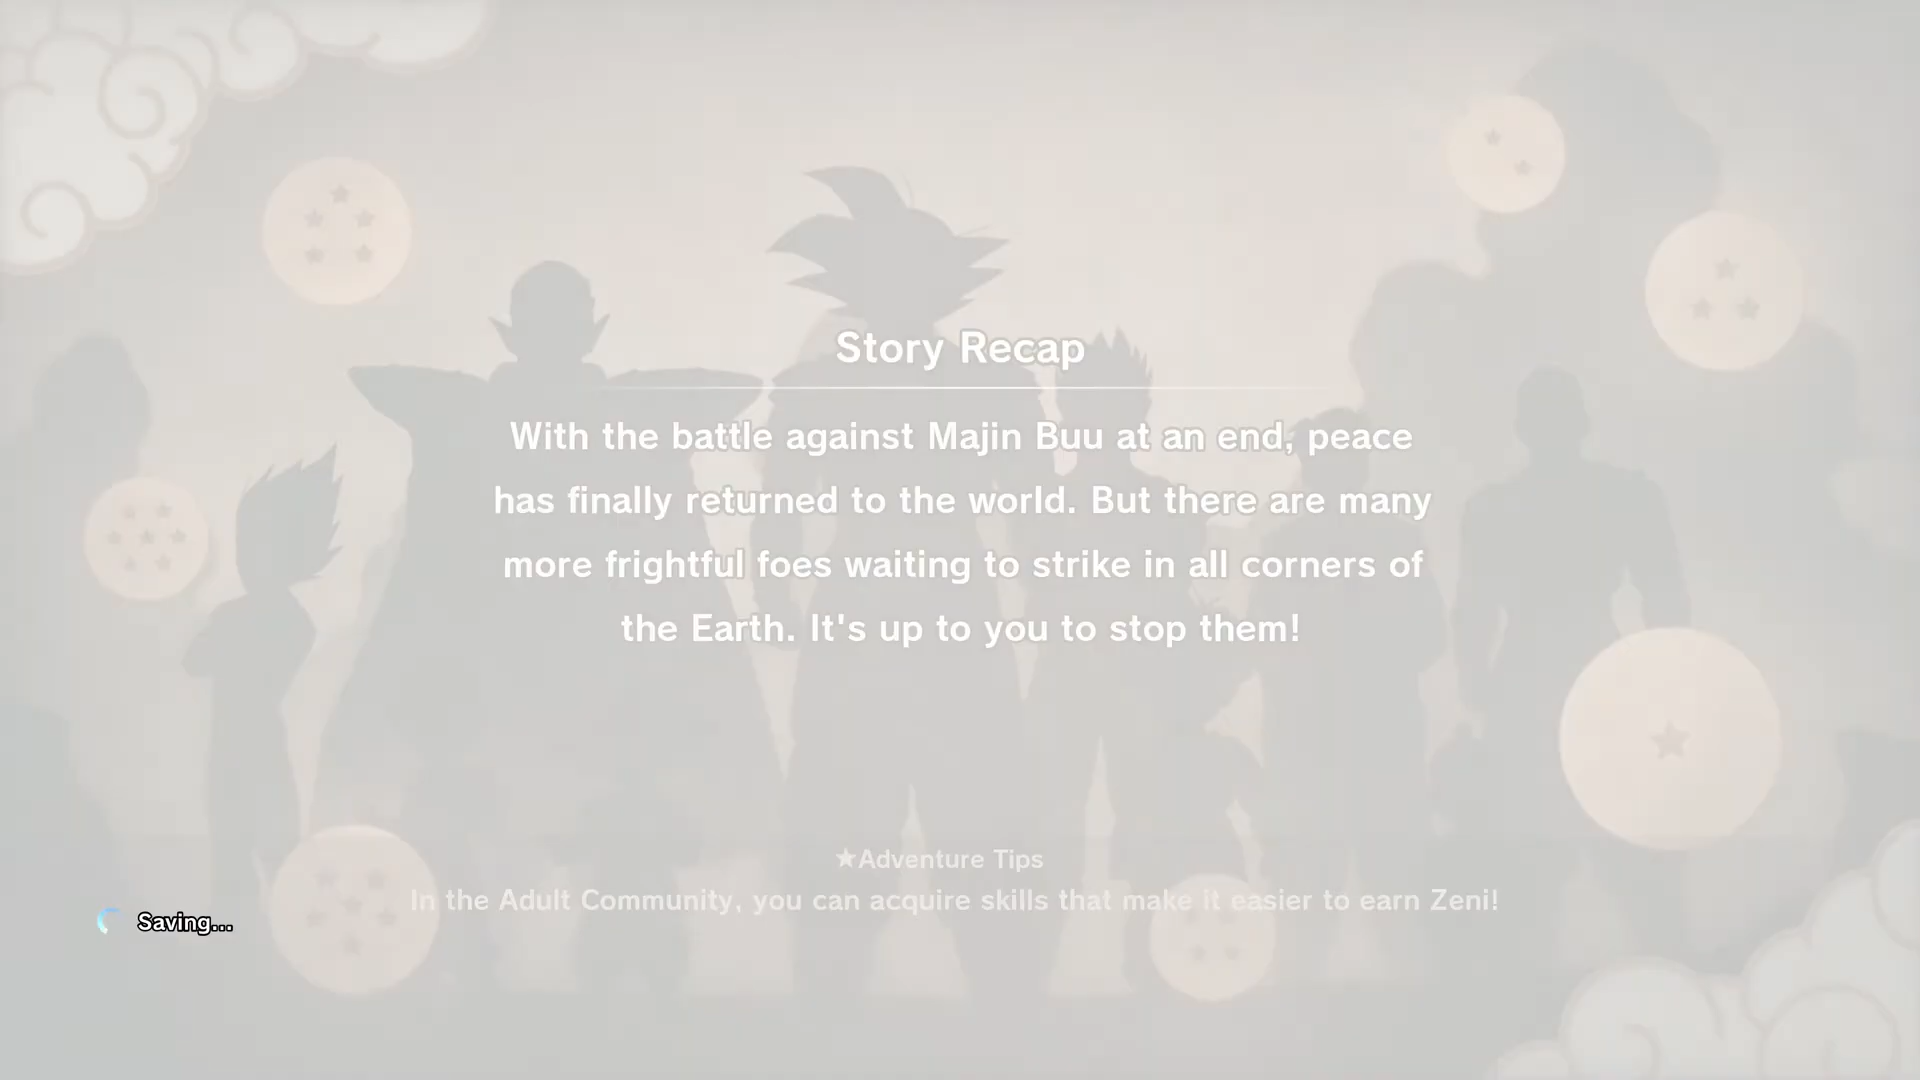 Story Recap
With the battle against Majin Buu at an end, peace
has finally returned to the world. But there are many
more frightful foes waiting to strike in all corners of
the Earth. It's up to you to stop them!
★Adventure Tips
In the Adult Community, you can acquire skills that make it easier to earn Zeni!
Saving...